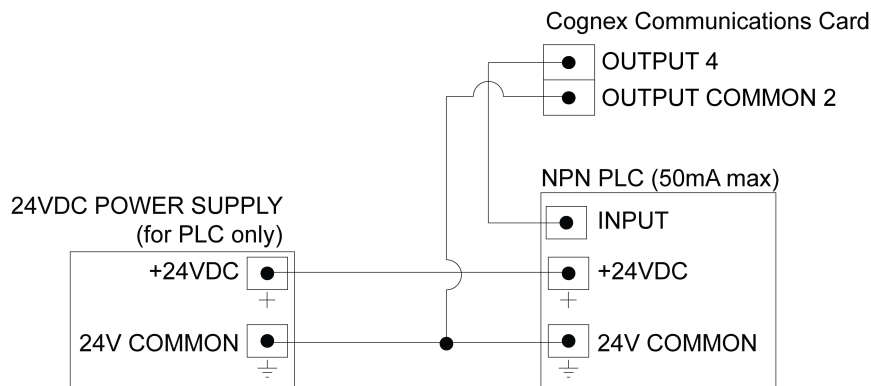 Cognex Communications Card
OUTPUT 4
OUTPUT COMMON 2
NPN PLC (50mA max)
INPUT
+24VDC
24V COMMON
24VDC POWER SUPPLY
(for PLC only)
+24VDC
24V COMMON